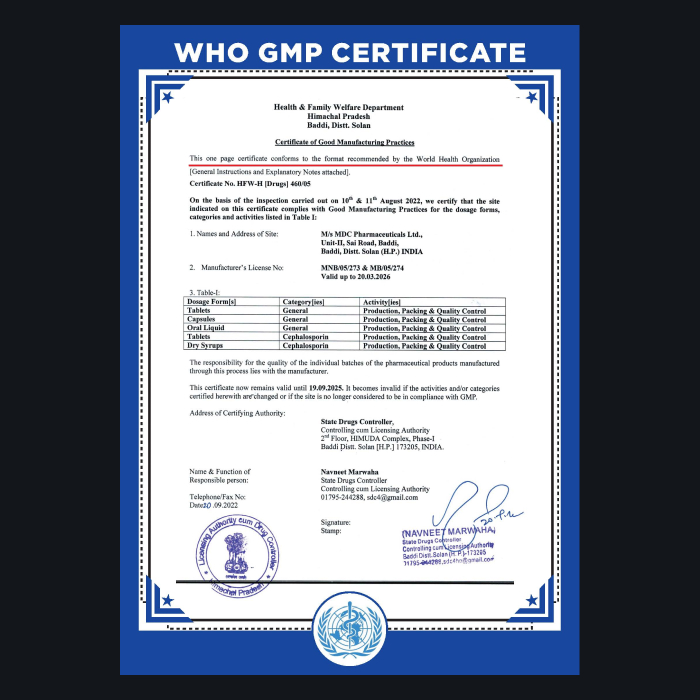 WHO GMP CERTIFICATE
Health & Family Welfare Department
Himachal Pradesh
Baddi, Distt. Solan
Certificate of Good Manufacturing Practices
This one page certificate conforms to the format recommended by the World Health Organization
[General Instructions and Explanatory Notes attached].
Certificate No. HFW-H [Drugs] 460/05
On the basis of the inspection carried out on 10th & 11th August 2022, we certify that the site
indicated on this certificate complies with Good Manufacturing Practices for the dosage forms,
categories and activities listed in Table I:
1. Names and Address of Site: M/s MDC Pharmaceuticals Ltd.,
Unit-II, Sai Road, Baddi,
Baddi, Distt. Solan (H.P.) INDIA
2. Manufacturer's License No: MNB/05/273 & MB/05/274
Valid up to 20.03.2026
3. Table-I:
Dosage Form[s] Category[ies] Activity[ies]
Tablets General Production, Packing & Quality Control
Capsules General Production, Packing & Quality Control
Oral Liquid General Production, Packing & Quality Control
Tablets Cephalosporin Production, Packing & Quality Control
Dry Syrups Cephalosporin Production, Packing & Quality Control
The responsibility for the quality of the individual batches of the pharmaceutical products manufactured
through this process lies with the manufacturer.
This certificate now remains valid until 19.09.2025. It becomes invalid if the activities and/or categories
certified herewith are changed or if the site is no longer considered to be in compliance with GMP.
Address of Certifying Authority:
State Drugs Controller,
Controlling cum Licensing Authority
2nd Floor, HIMUDA Complex, Phase-I
Baddi Distt. Solan [H.P.] 173205, INDIA.
Name & Function of Navneet Marwaha
Responsible person: State Drugs Controller
Controlling cum Licensing Authority
Telephone/Fax No: 01795-244288, sdc4@gmail.com
Date 20.09.2022
Signature:
Stamp:
(NAVNEET MARWAHA)
State Drugs Controller
Controlling cum Licensing Authority
Baddi Distt. Solan (H.P.)-173205
01795-244288, sdc4hp@gmail.com
Licensing Authority cum Drug Controller
Himachal Pradesh